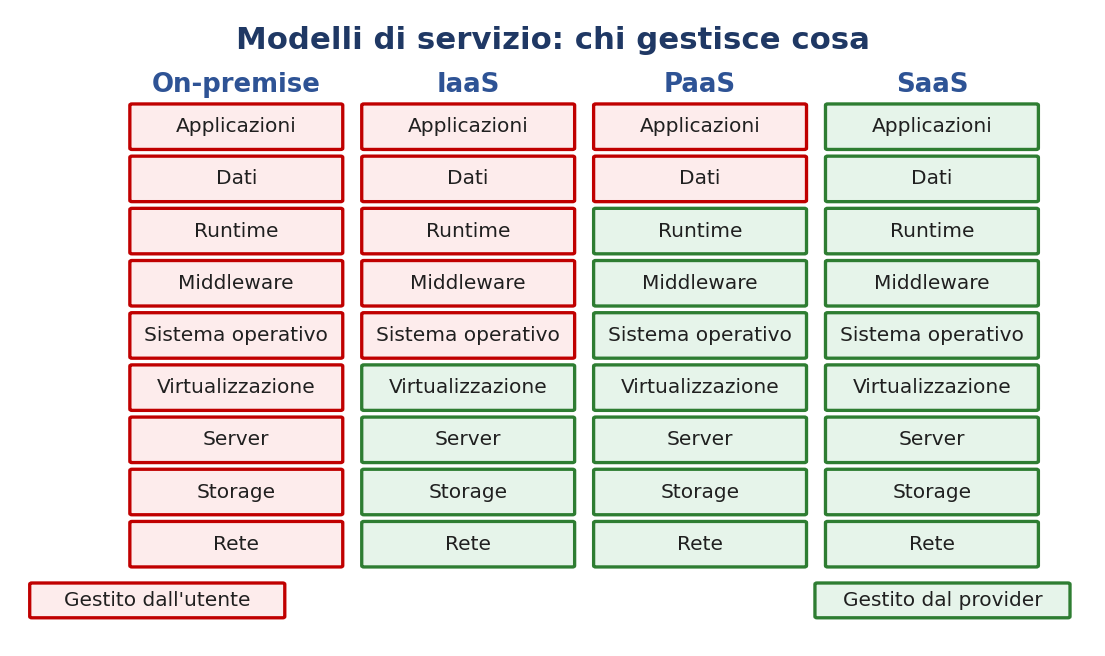 Modelli di servizio: chi gestisce cosa
On-premise IaaS PaaS SaaS
Applicazioni Applicazioni Applicazioni Applicazioni
Dati Dati Dati Dati
Runtime Runtime Runtime Runtime
Middleware Middleware Middleware Middleware
Sistema operativo Sistema operativo Sistema operativo Sistema operativo
Virtualizzazione Virtualizzazione Virtualizzazione Virtualizzazione
Server Server Server Server
Storage Storage Storage Storage
Rete Rete Rete Rete
Gestito dall'utente Gestito dal provider